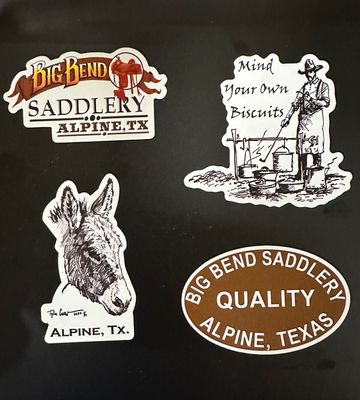 BIG BEND
SADDLERY
ALPINE, TX
Mind
Your Own
Biscuits
ALPINE, TX.
BIG BEND SADDLERY
QUALITY
ALPINE, TEXAS